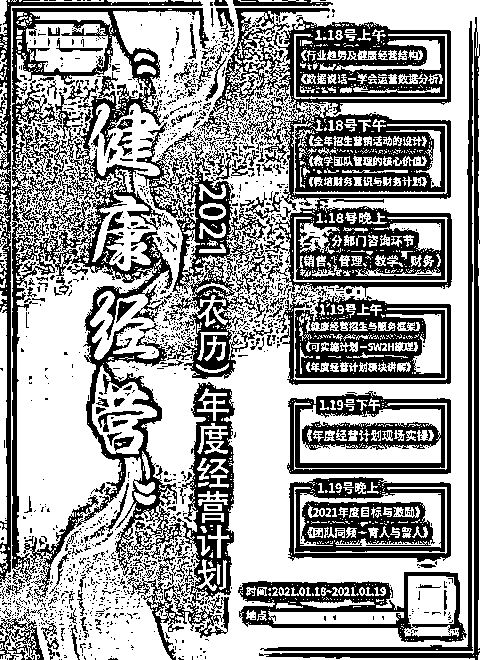 “健康经营”
2021（农历）年度经营计划
1.18号上午
《行业趋势及健康经营结构》
《数据说话—学会运营数据分析》
1.18号下午
《全年招生营销活动的设计》
《教学团队管理的核心价值》
《教培财务意识与财务计划》
1.18号晚上
分部门咨询环节
销售、管理、教学、财务
1.19号上午
《健康经营招生与服务框架》
《可实施计划—5W2H原理》
《年度经营计划模块讲解》
1.19号下午
《年度经营计划现场实操》
1.19号晚上
《2021年度目标与激励》
《团队同频—育人与留人》
时间:2021.01.18-2021.01.19
地点: